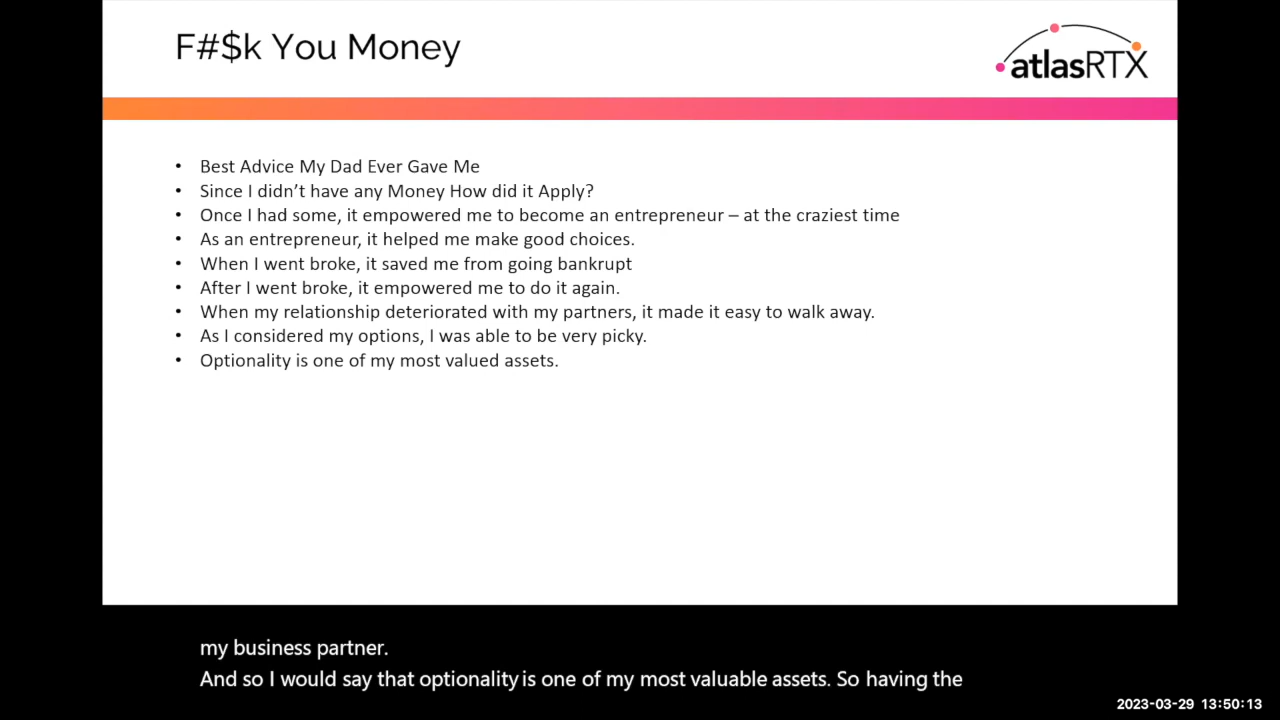 F#$k You Money
atlasRTX
• Best Advice My Dad Ever Gave Me
• Since I didn’t have any Money How did it Apply?
• Once I had some, it empowered me to become an entrepreneur – at the craziest time
• As an entrepreneur, it helped me make good choices.
• When I went broke, it saved me from going bankrupt
• After I went broke, it empowered me to do it again.
• When my relationship deteriorated with my partners, it made it easy to walk away.
• As I considered my options, I was able to be very picky.
• Optionality is one of my most valued assets.
my business partner.
And so I would say that optionality is one of my most valuable assets. So having the
2023-03-29 13:50:13